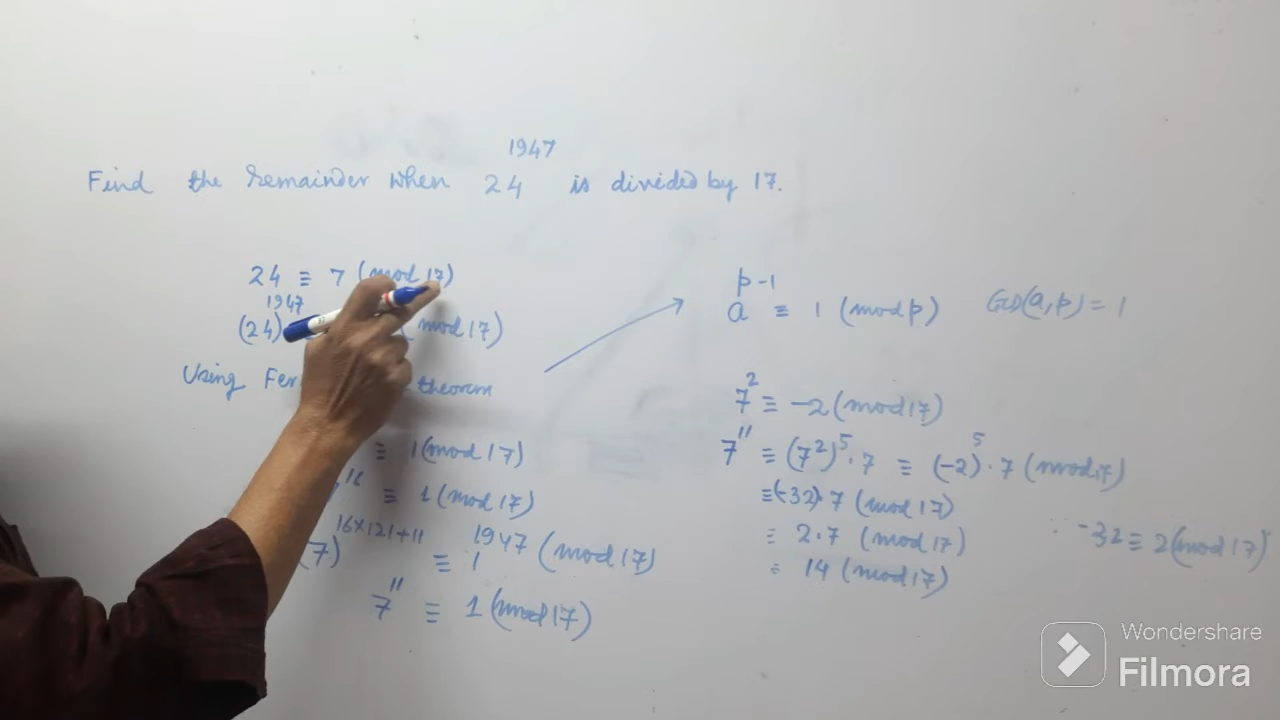 1947
Find the remainder when 24 is divided by 17.
24 ≡ 7 (mod 17)
1947
(24) (mod 17)
Using theorem
≡ 1 (mod 17)
16 ≡ 1 (mod 17)
16×121+11 1947
7) ≡ 1 (mod 17)
11
7 ≡ 1 (mod 17)
p-1
a ≡ 1 (mod p) GCD(a,p) = 1
2
7 ≡ -2 (mod 17)
11 2 5 5
7 ≡ (7 ) · 7 ≡ (-2) · 7 (mod 17)
≡ (-32) · 7 (mod 17)
≡ 2·7 (mod 17) -32 ≡ 2 (mod 17)
≡ 14 (mod 17)
Wondershare
Filmora